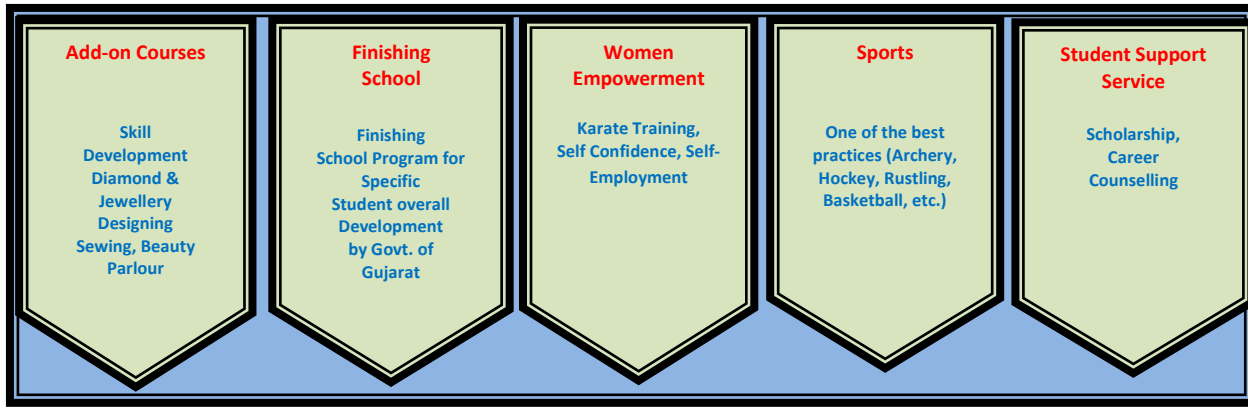 Add-on Courses
Skill
Development
Diamond &
Jewellery
Designing
Sewing, Beauty
Parlour
Finishing
School
Finishing
School Program for
Specific
Student overall
Development
by Govt. of
Gujarat
Women
Empowerment
Karate Training,
Self Confidence, Self-
Employment
Sports
One of the best
practices (Archery,
Hockey, Rustling,
Basketball, etc.)
Student Support
Service
Scholarship,
Career
Counselling